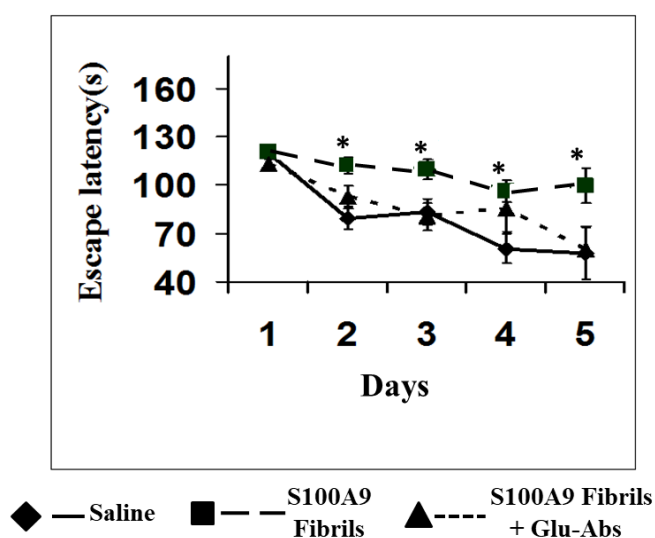 Escape latency(s)
160
130
100
70
40
* * * *
1 2 3 4 5
Days
Saline
S100A9
Fibrils
S100A9 Fibrils
+ Glu-Abs